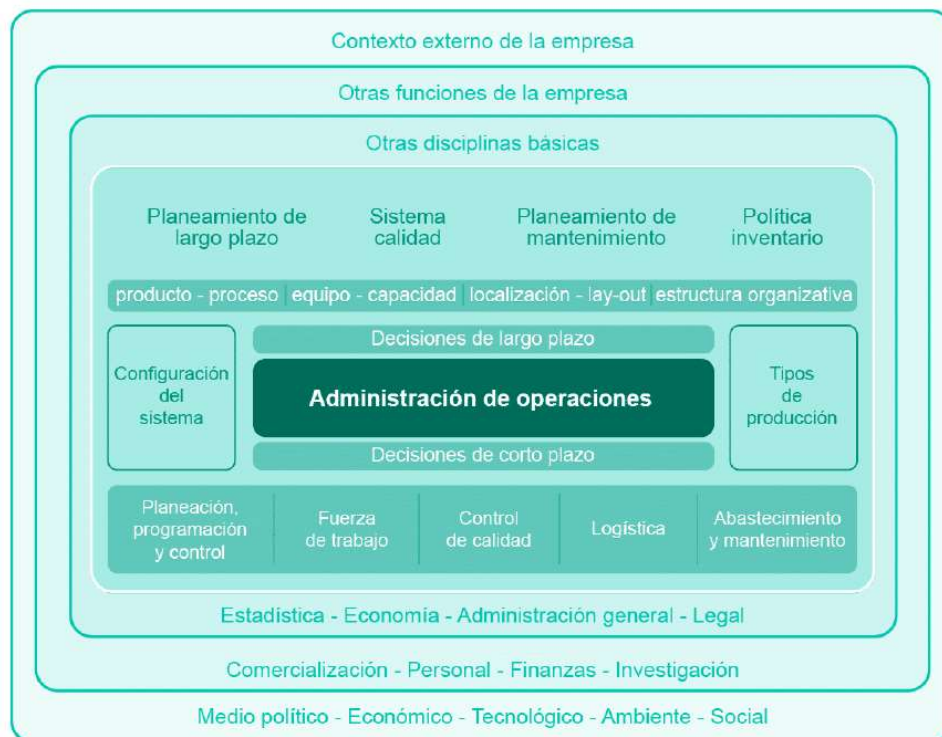 Contexto externo de la empresa
Otras funciones de la empresa
Otras disciplinas básicas
Planeamiento de
largo plazo
Sistema
calidad
Planeamiento de
mantenimiento
Política
inventario
producto - proceso
equipo - capacidad
localización - lay-out
estructura organizativa
Configuración
del
sistema
Decisiones de largo plazo
Administración de operaciones
Decisiones de corto plazo
Tipos
de
producción
Planeación,
programación
y control
Fuerza
de trabajo
Control
de calidad
Logística
Abastecimiento
y mantenimiento
Estadística - Economía - Administración general - Legal
Comercialización - Personal - Finanzas - Investigación
Medio político - Económico - Tecnológico - Ambiente - Social